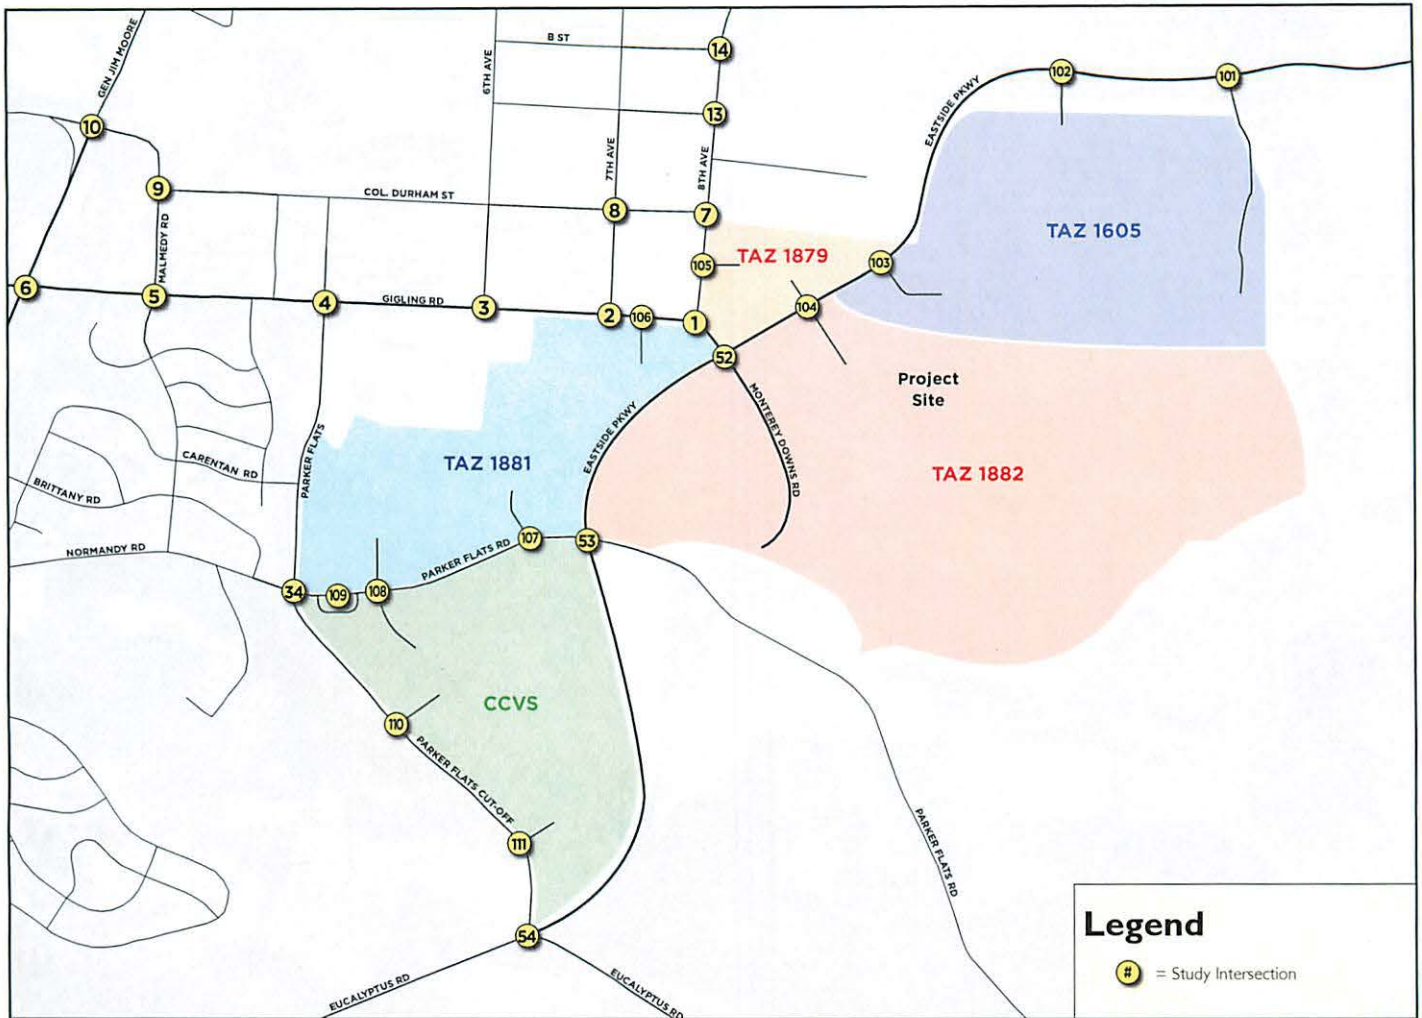 GEN JIM MOORE
6TH AVE
B ST
14
102
101
EASTSIDE PKWY
10
13
7TH AVE
8TH AVE
9
COL. DURHAM ST
8
7
TAZ 1605
MALMEDY RD
TAZ 1879
105
103
6
5
4
GIGLING RD
3
2
106
1
104
52
Project
Site
MONTEREY DOWNS RD
EASTSIDE PKWY
PARKER FLATS
CARENTAN RD
TAZ 1881
TAZ 1882
BRITTANY RD
NORMANDY RD
PARKER FLATS RD
107
53
34
109
108
CCVS
110
PARKER FLATS CUT-OFF
111
PARKER FLATS RD
54
EUCALYPTUS RD
EUCALYPTUS RD
Legend
# = Study Intersection